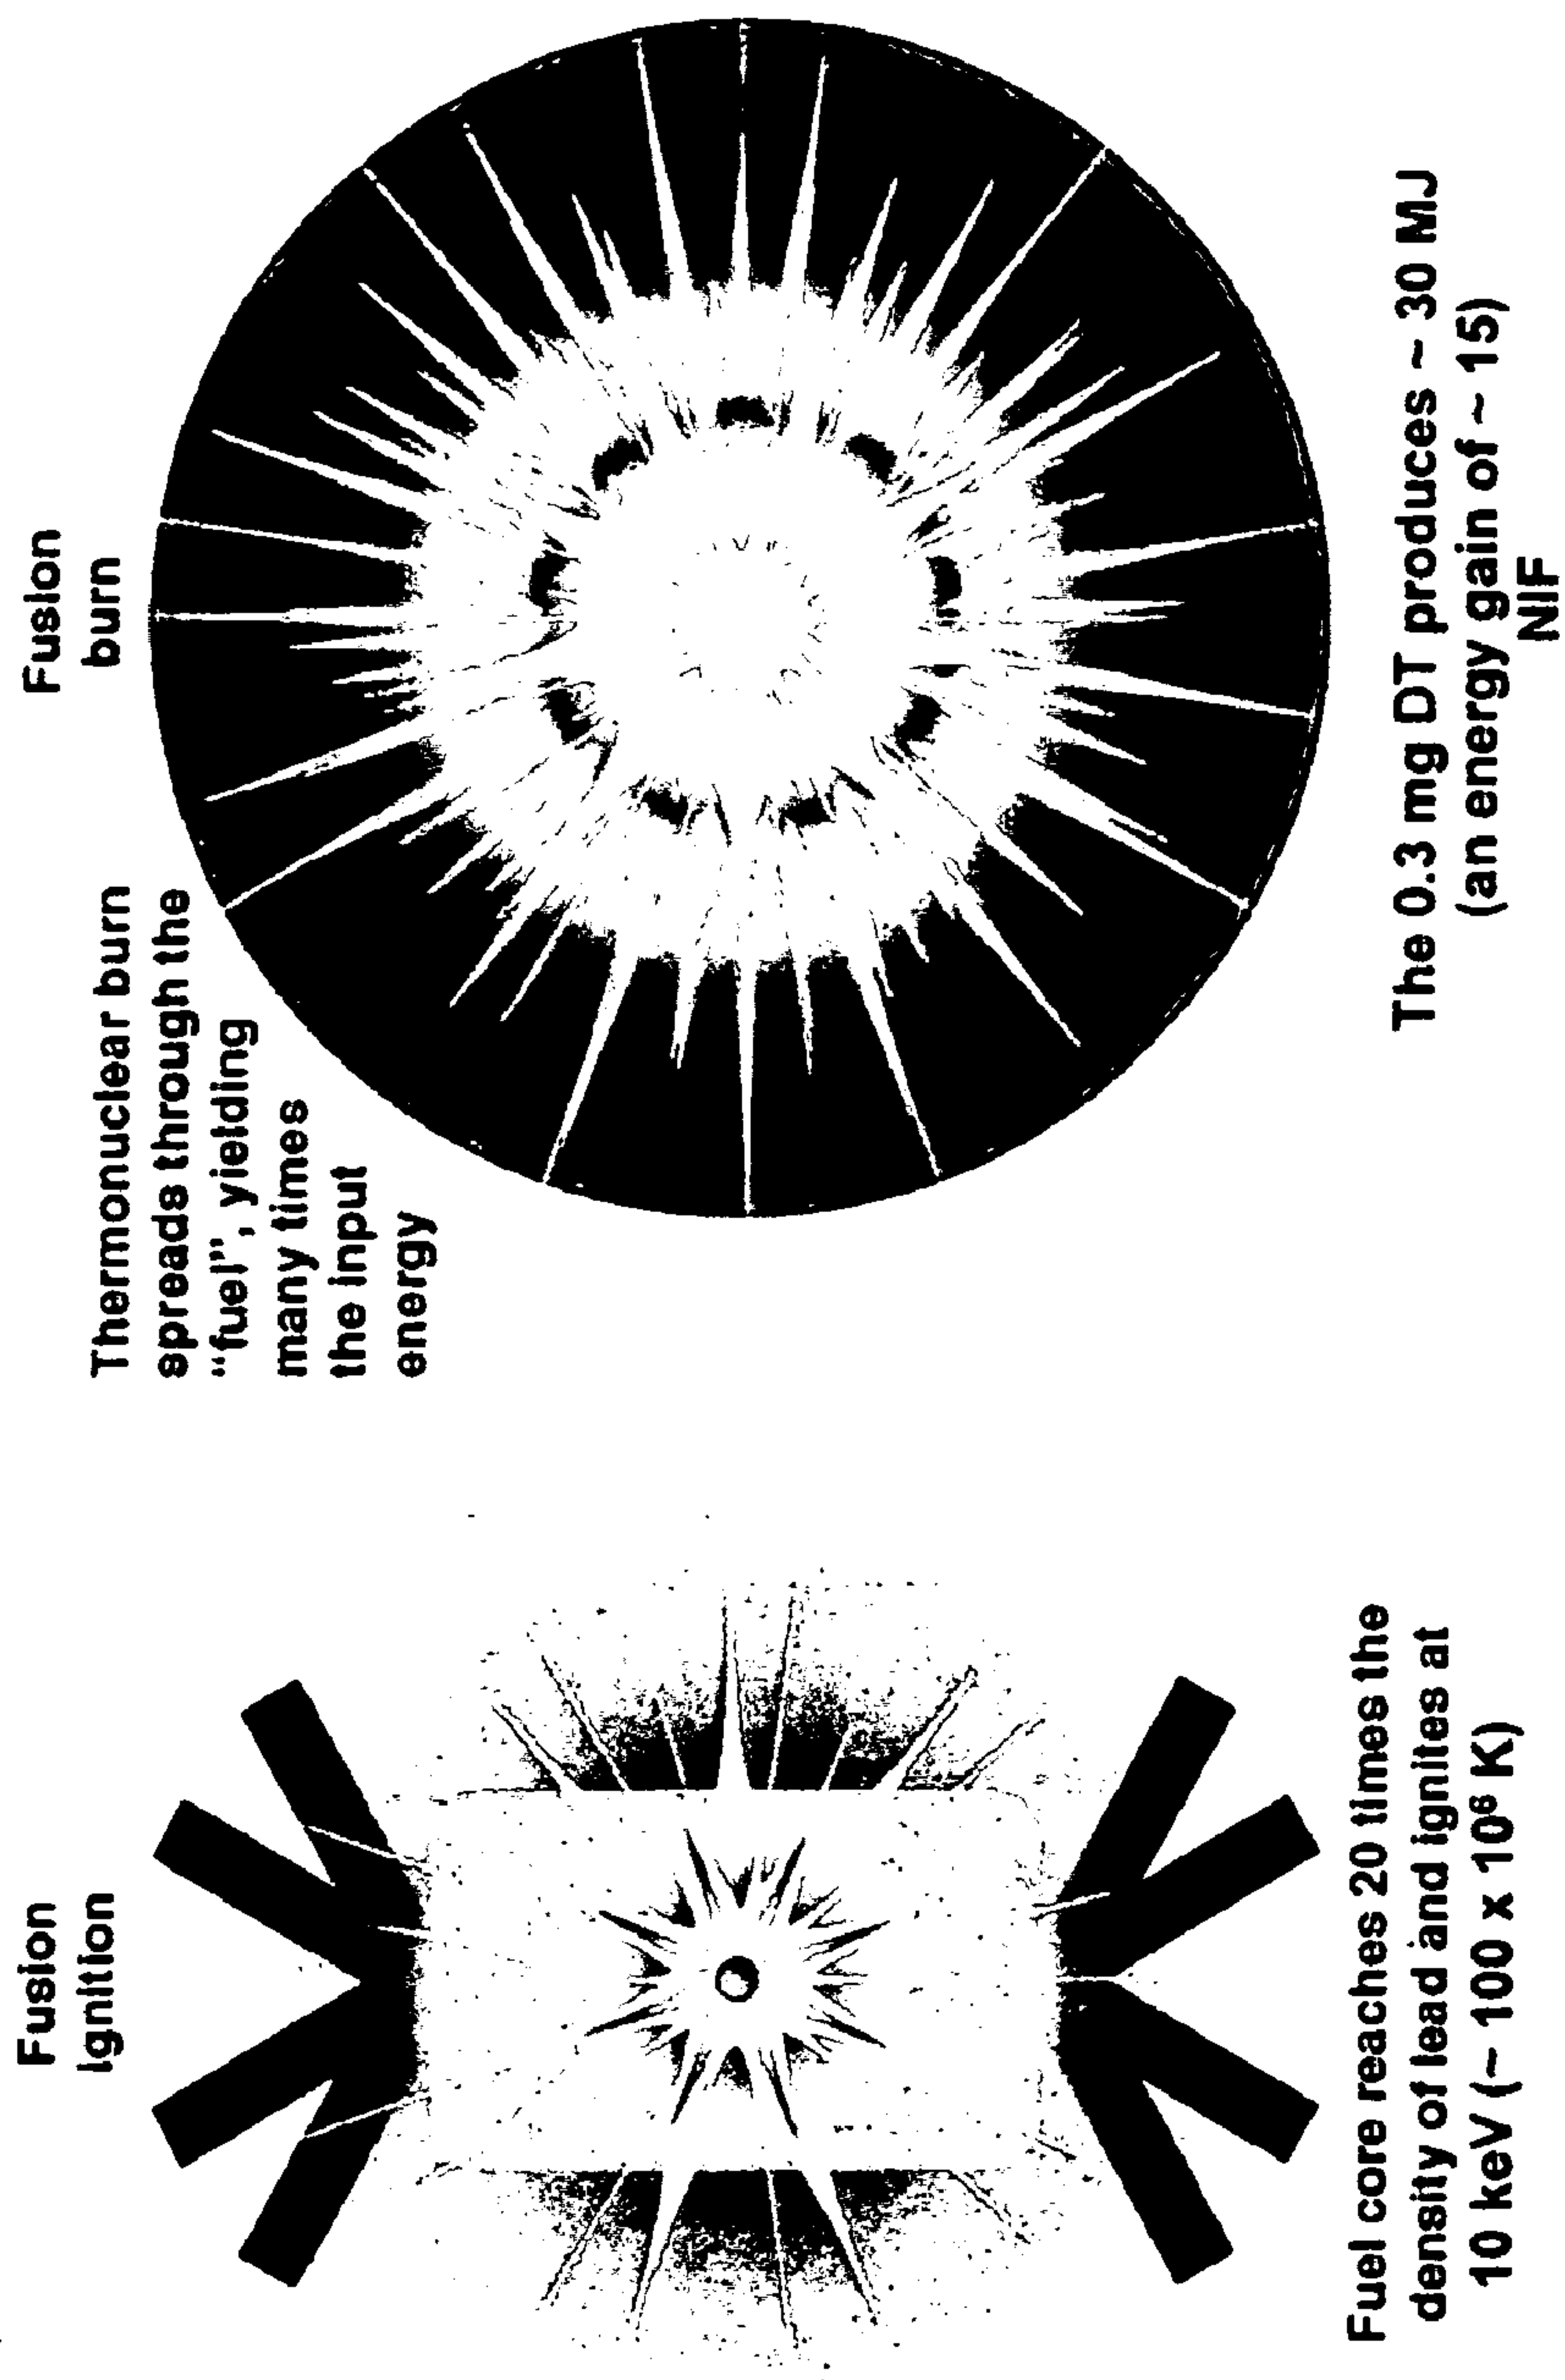 Fusion
Ignition
Fuel core reaches 20 times the
density of lead and ignites at
10 keV (~ 100 x 10⁶ K)
Fusion
burn
Thermonuclear burn
spreads through the
"fuel", yielding
many times
the input
energy
The 0.3 mg DT produces ~ 30 MJ
(an energy gain of ~ 15)
NIF